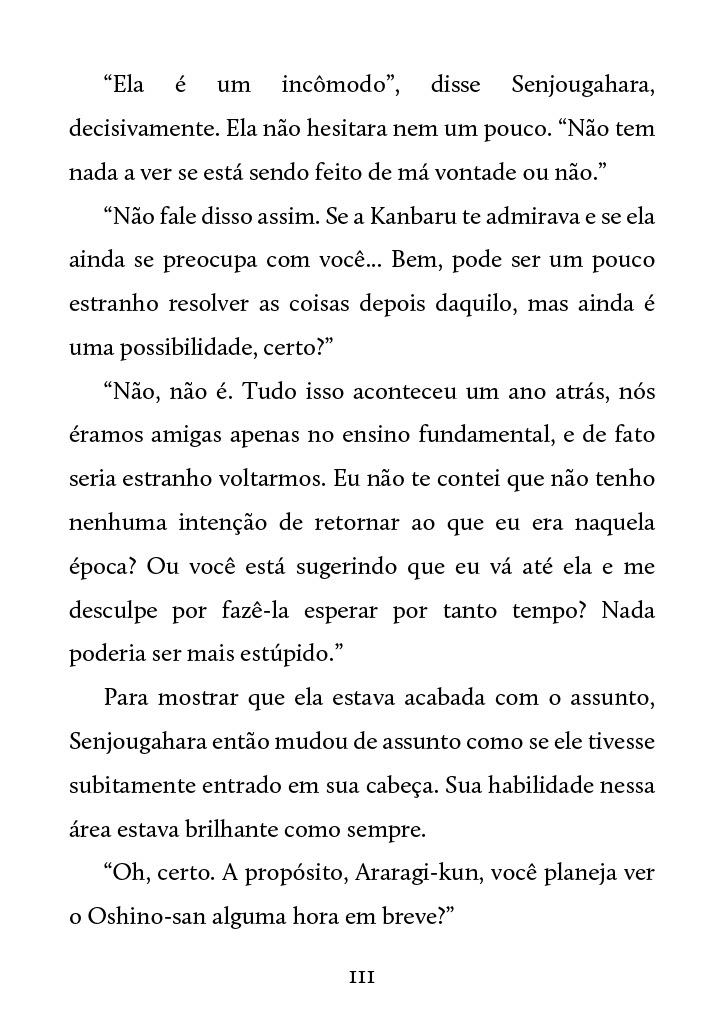 “Ela é um incômodo”, disse Senjougahara,
decisivamente. Ela não hesitara nem um pouco. “Não tem
nada a ver se está sendo feito de má vontade ou não.”
“Não fale disso assim. Se a Kanbaru te admirava e se ela
ainda se preocupa com você... Bem, pode ser um pouco
estranho resolver as coisas depois daquilo, mas ainda é
uma possibilidade, certo?”
“Não, não é. Tudo isso aconteceu um ano atrás, nós
éramos amigas apenas no ensino fundamental, e de fato
seria estranho voltarmos. Eu não te contei que não tenho
nenhuma intenção de retornar ao que eu era naquela
época? Ou você está sugerindo que eu vá até ela e me
desculpe por fazê-la esperar por tanto tempo? Nada
poderia ser mais estúpido.”
Para mostrar que ela estava acabada com o assunto,
Senjougahara então mudou de assunto como se ele tivesse
subitamente entrado em sua cabeça. Sua habilidade nessa
área estava brilhante como sempre.
“Oh, certo. A propósito, Araragi-kun, você planeja ver
o Oshino-san alguma hora em breve?”
111